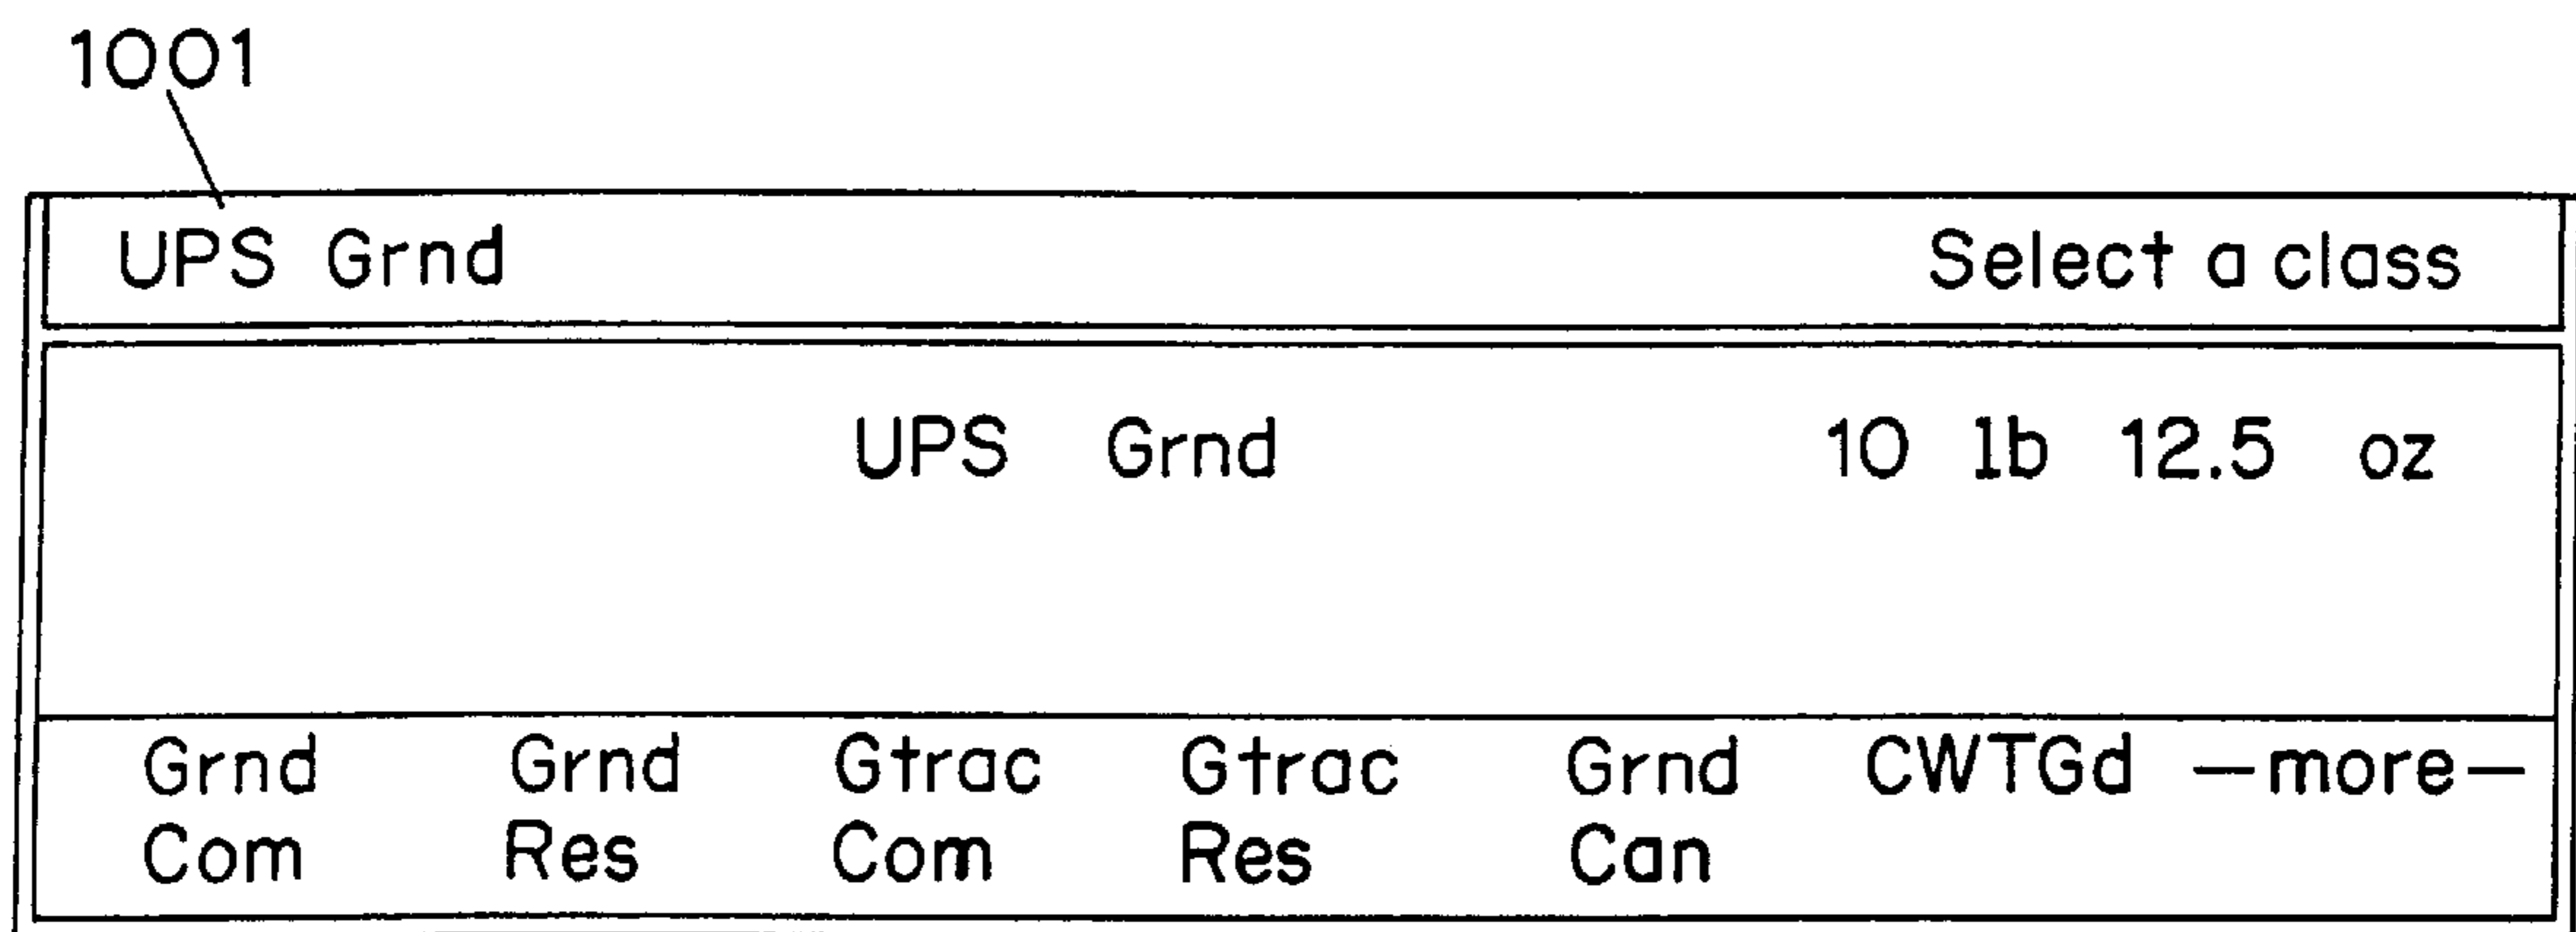 1001
UPS Grnd Select a class
UPS Grnd 10 lb 12.5 oz
Grnd Grnd Gtrac Gtrac Grnd CWTGd —more—
Com Res Com Res Can